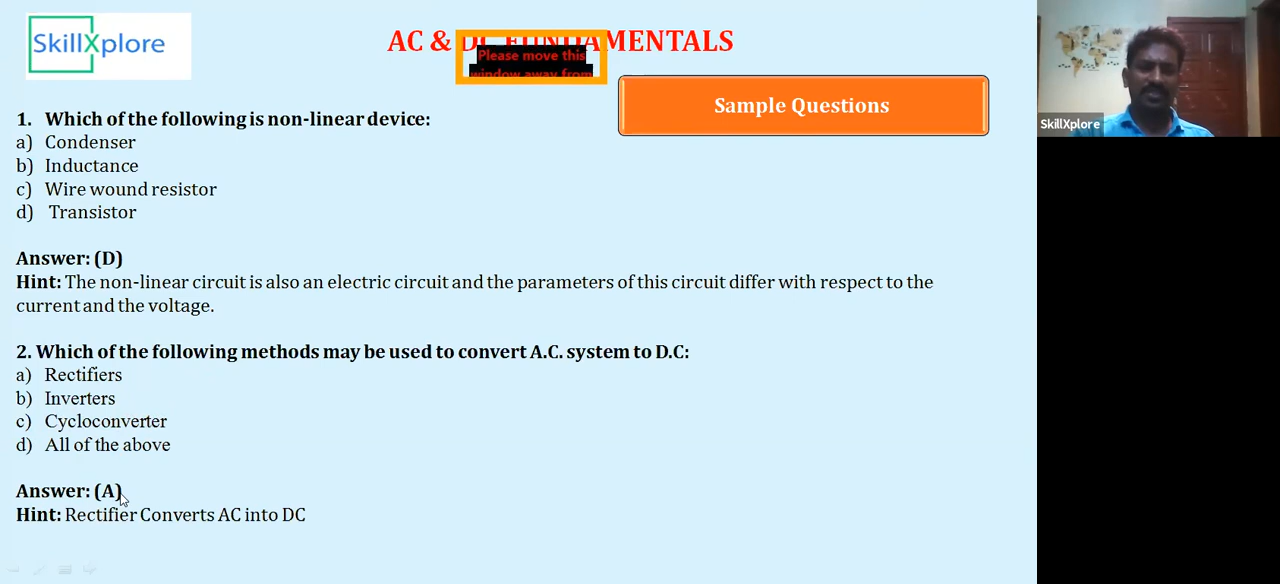 SkillXplore
AC & DC FUNDAMENTALS
Please move this
window away from
Sample Questions
SkillXplore
1. Which of the following is non-linear device:
a) Condenser
b) Inductance
c) Wire wound resistor
d) Transistor
Answer: (D)
Hint: The non-linear circuit is also an electric circuit and the parameters of this circuit differ with respect to the
current and the voltage.
2. Which of the following methods may be used to convert A.C. system to D.C:
a) Rectifiers
b) Inverters
c) Cycloconverter
d) All of the above
Answer: (A)
Hint: Rectifier Converts AC into DC